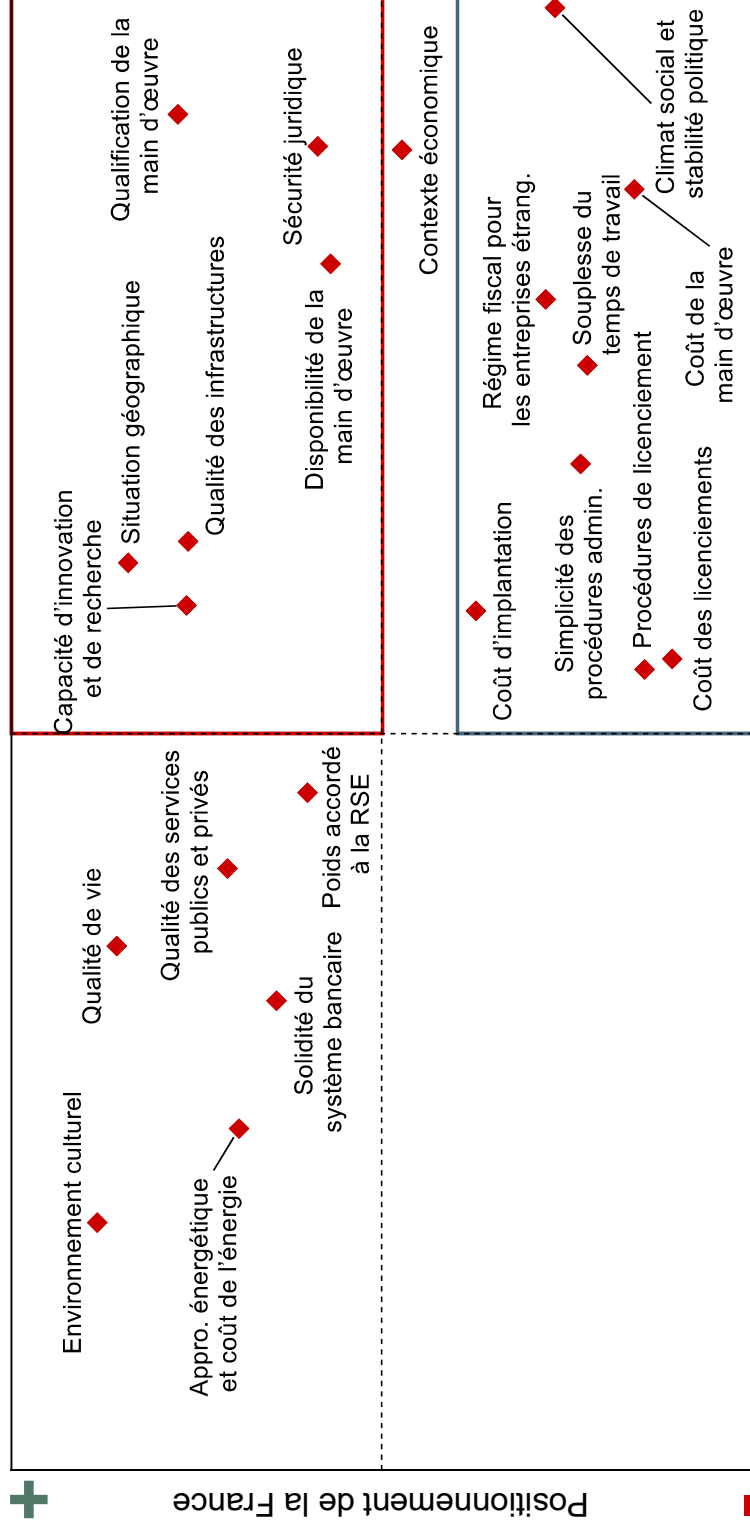 Capacité d’innovation
et de recherche
Situation géographique
Qualification de la
main d’œuvre
Qualité des infrastructures
Sécurité juridique
Disponibilité de la
main d’œuvre
Contexte économique
Environnement culturel
Qualité de vie
Qualité des services
publics et privés
Appro. énergétique
et coût de l’énergie
Solidité du
système bancaire
Poids accordé
à la RSE
Coût d’implantation
Régime fiscal pour
les entreprises étrang.
Simplicité des
procédures admin.
Souplesse du
temps de travail
Procédures de licenciement
Coût des licenciements
Climat social et
stabilité politique
Coût de la
main d’œuvre
Positionnement de la France